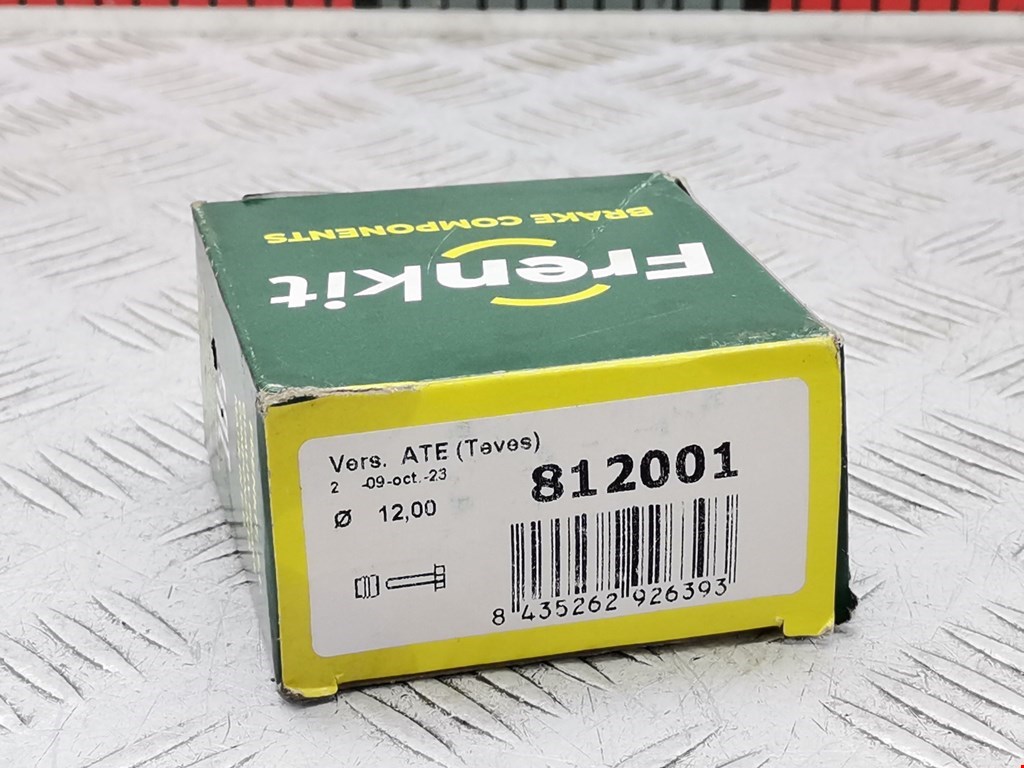 BRAKE COMPONENTS
Frenkit
Vers. ATE (Teves)
2 -09-oct.-23
812001
Ø 12,00
8 435262 926393